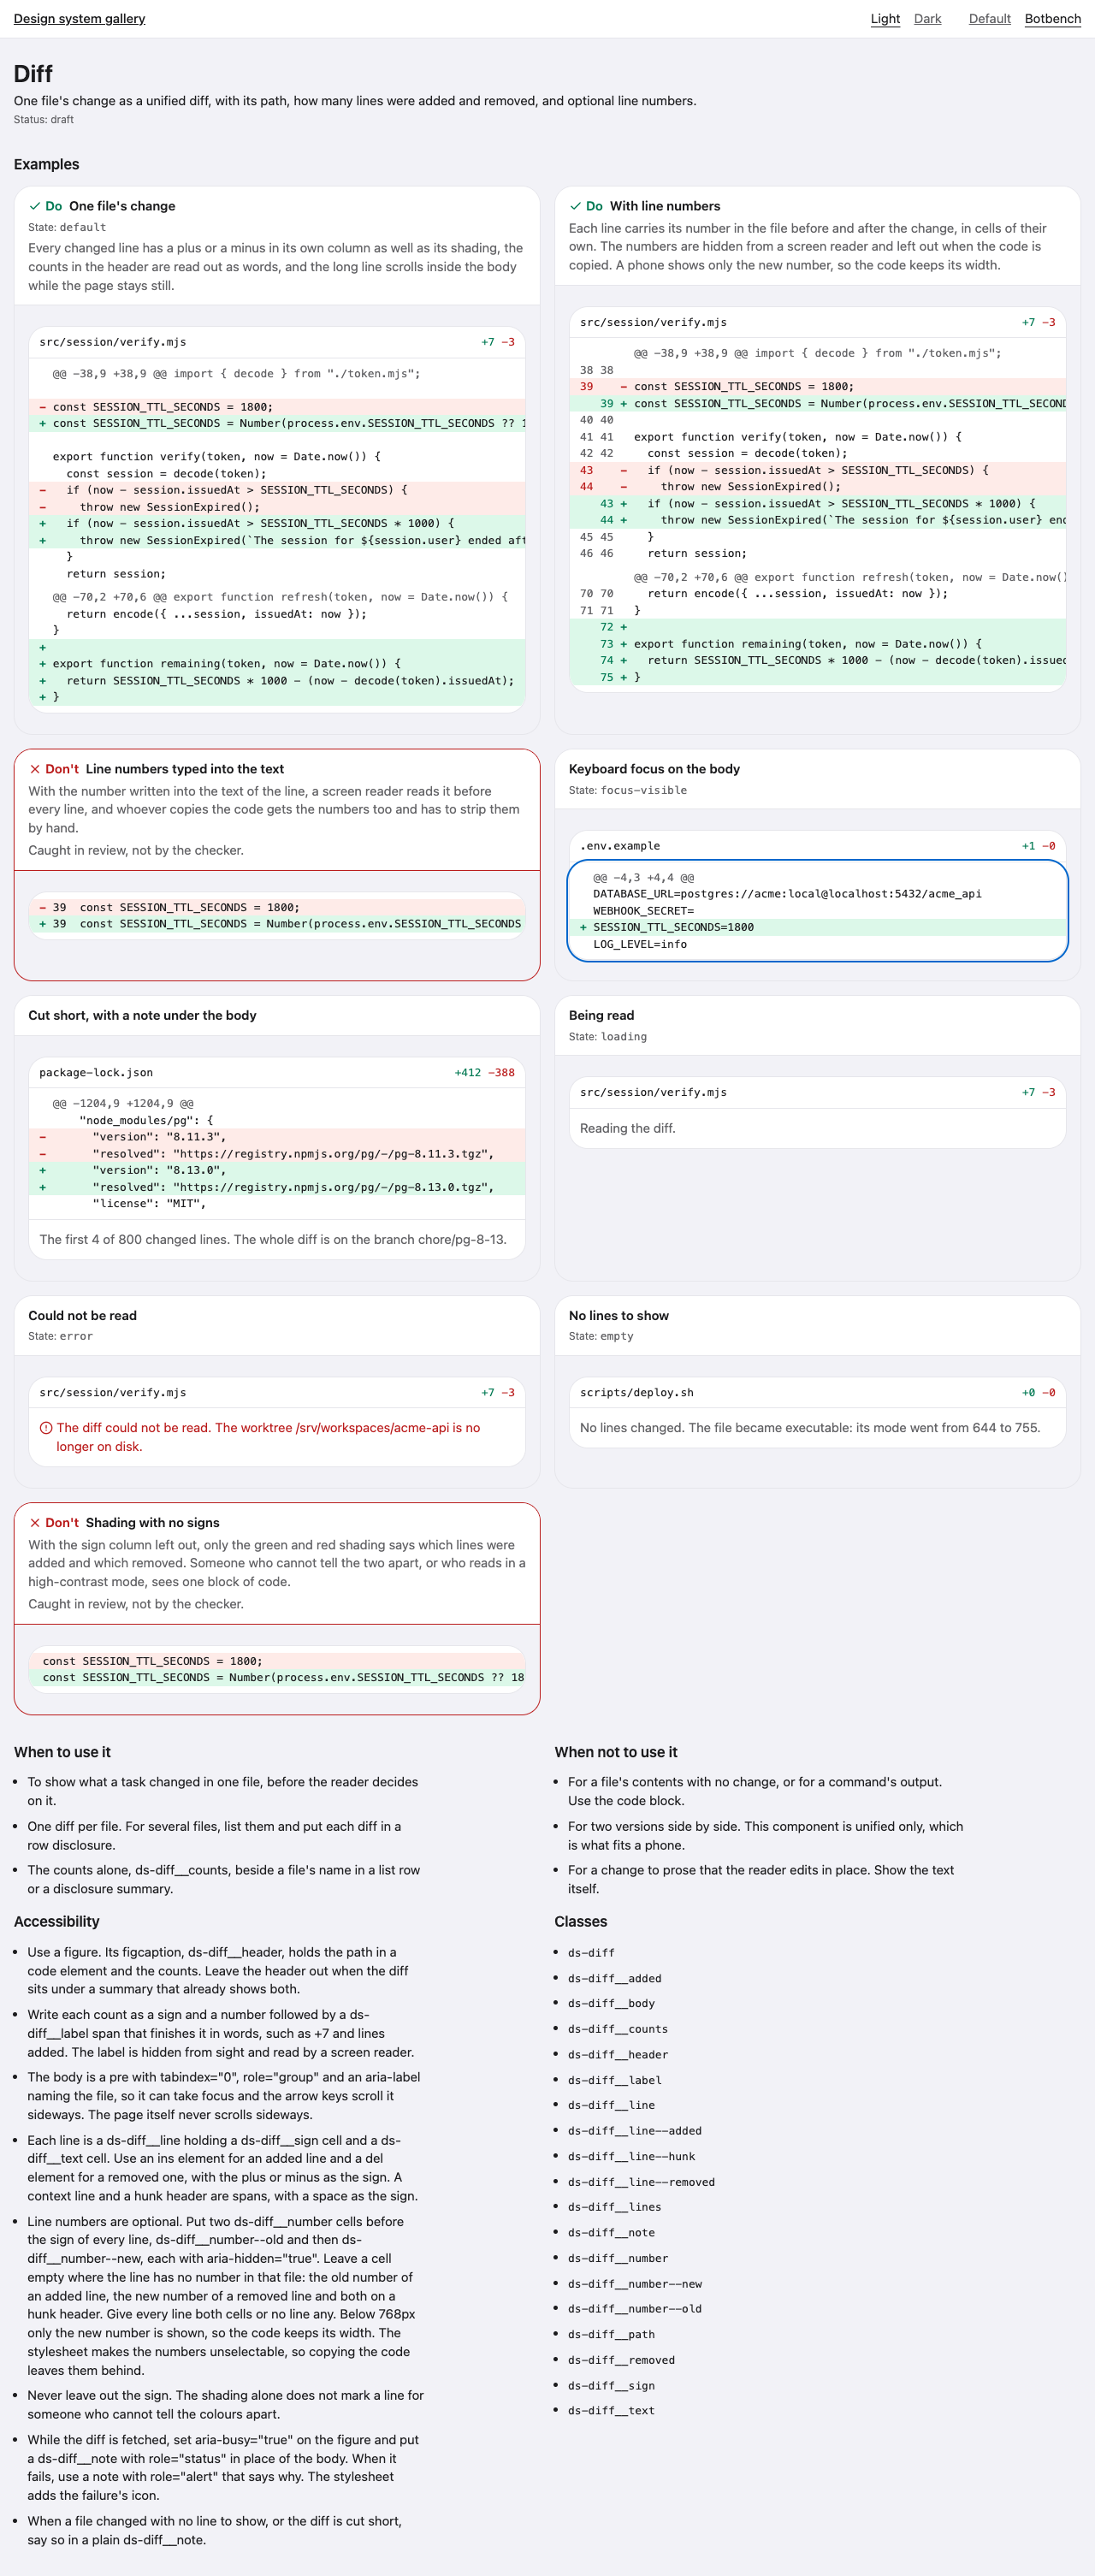 Design system gallery
Light Dark Default Botbench
Diff
One file's change as a unified diff, with its path, how many lines were added and removed, and optional line numbers.
Status: draft
Examples
Do One file's change
State: default
Every changed line has a plus or a minus in its own column as well as its shading, the
counts in the header are read out as words, and the long line scrolls inside the body
while the page stays still.
src/session/verify.mjs +7 −3
@@ -38,9 +38,9 @@ import { decode } from "./token.mjs";
− const SESSION_TTL_SECONDS = 1800;
+ const SESSION_TTL_SECONDS = Number(process.env.SESSION_TTL_SECONDS ?? 1
export function verify(token, now = Date.now()) {
const session = decode(token);
− if (now - session.issuedAt > SESSION_TTL_SECONDS) {
− throw new SessionExpired();
+ if (now - session.issuedAt > SESSION_TTL_SECONDS * 1000) {
+ throw new SessionExpired(`The session for ${session.user} ended aft
}
return session;
@@ -70,2 +70,6 @@ export function refresh(token, now = Date.now()) {
return encode({ ...session, issuedAt: now });
}
+
+ export function remaining(token, now = Date.now()) {
+ return SESSION_TTL_SECONDS * 1000 - (now - decode(token).issuedAt);
+ }
Do With line numbers
Each line carries its number in the file before and after the change, in cells of their
own. The numbers are hidden from a screen reader and left out when the code is
copied. A phone shows only the new number, so the code keeps its width.
src/session/verify.mjs +7 −3
@@ -38,9 +38,9 @@ import { decode } from "./token.mjs";
38 38
39 − const SESSION_TTL_SECONDS = 1800;
39 + const SESSION_TTL_SECONDS = Number(process.env.SESSION_TTL_SECOND
40 40
41 41 export function verify(token, now = Date.now()) {
42 42 const session = decode(token);
43 − if (now - session.issuedAt > SESSION_TTL_SECONDS) {
44 − throw new SessionExpired();
43 + if (now - session.issuedAt > SESSION_TTL_SECONDS * 1000) {
44 + throw new SessionExpired(`The session for ${session.user} end
45 45 }
46 46 return session;
@@ -70,2 +70,6 @@ export function refresh(token, now = Date.now()
70 70 return encode({ ...session, issuedAt: now });
71 71 }
72 +
73 + export function remaining(token, now = Date.now()) {
74 + return SESSION_TTL_SECONDS * 1000 - (now - decode(token).issued
75 + }
Don't Line numbers typed into the text
With the number written into the text of the line, a screen reader reads it before
every line, and whoever copies the code gets the numbers too and has to strip them
by hand.
Caught in review, not by the checker.
− 39 const SESSION_TTL_SECONDS = 1800;
+ 39 const SESSION_TTL_SECONDS = Number(process.env.SESSION_TTL_SECONDS
Keyboard focus on the body
State: focus-visible
.env.example +1 −0
@@ -4,3 +4,4 @@
DATABASE_URL=postgres://acme:local@localhost:5432/acme_api
WEBHOOK_SECRET=
+ SESSION_TTL_SECONDS=1800
LOG_LEVEL=info
Cut short, with a note under the body
package-lock.json +412 −388
@@ -1204,9 +1204,9 @@
"node_modules/pg": {
− "version": "8.11.3",
− "resolved": "https://registry.npmjs.org/pg/-/pg-8.11.3.tgz",
+ "version": "8.13.0",
+ "resolved": "https://registry.npmjs.org/pg/-/pg-8.13.0.tgz",
"license": "MIT",
The first 4 of 800 changed lines. The whole diff is on the branch chore/pg-8-13.
Being read
State: loading
src/session/verify.mjs +7 −3
Reading the diff.
Could not be read
State: error
src/session/verify.mjs +7 −3
The diff could not be read. The worktree /srv/workspaces/acme-api is no
longer on disk.
No lines to show
State: empty
scripts/deploy.sh +0 −0
No lines changed. The file became executable: its mode went from 644 to 755.
Don't Shading with no signs
With the sign column left out, only the green and red shading says which lines were
added and which removed. Someone who cannot tell the two apart, or who reads in a
high-contrast mode, sees one block of code.
Caught in review, not by the checker.
const SESSION_TTL_SECONDS = 1800;
const SESSION_TTL_SECONDS = Number(process.env.SESSION_TTL_SECONDS ?? 18
When to use it
• To show what a task changed in one file, before the reader decides
on it.
• One diff per file. For several files, list them and put each diff in a
row disclosure.
• The counts alone, ds-diff__counts, beside a file's name in a list row
or a disclosure summary.
When not to use it
• For a file's contents with no change, or for a command's output.
Use the code block.
• For two versions side by side. This component is unified only, which
is what fits a phone.
• For a change to prose that the reader edits in place. Show the text
itself.
Accessibility
• Use a figure. Its figcaption, ds-diff__header, holds the path in a
code element and the counts. Leave the header out when the diff
sits under a summary that already shows both.
• Write each count as a sign and a number followed by a ds-
diff__label span that finishes it in words, such as +7 and lines
added. The label is hidden from sight and read by a screen reader.
• The body is a pre with tabindex="0", role="group" and an aria-label
naming the file, so it can take focus and the arrow keys scroll it
sideways. The page itself never scrolls sideways.
• Each line is a ds-diff__line holding a ds-diff__sign cell and a ds-
diff__text cell. Use an ins element for an added line and a del
element for a removed one, with the plus or minus as the sign. A
context line and a hunk header are spans, with a space as the sign.
• Line numbers are optional. Put two ds-diff__number cells before
the sign of every line, ds-diff__number--old and then ds-
diff__number--new, each with aria-hidden="true". Leave a cell
empty where the line has no number in that file: the old number of
an added line, the new number of a removed line and both on a
hunk header. Give every line both cells or no line any. Below 768px
only the new number is shown, so the code keeps its width. The
stylesheet makes the numbers unselectable, so copying the code
leaves them behind.
• Never leave out the sign. The shading alone does not mark a line for
someone who cannot tell the colours apart.
• While the diff is fetched, set aria-busy="true" on the figure and put
a ds-diff__note with role="status" in place of the body. When it
fails, use a note with role="alert" that says why. The stylesheet
adds the failure's icon.
• When a file changed with no line to show, or the diff is cut short,
say so in a plain ds-diff__note.
Classes
• ds-diff
• ds-diff__added
• ds-diff__body
• ds-diff__counts
• ds-diff__header
• ds-diff__label
• ds-diff__line
• ds-diff__line--added
• ds-diff__line--hunk
• ds-diff__line--removed
• ds-diff__lines
• ds-diff__note
• ds-diff__number
• ds-diff__number--new
• ds-diff__number--old
• ds-diff__path
• ds-diff__removed
• ds-diff__sign
• ds-diff__text